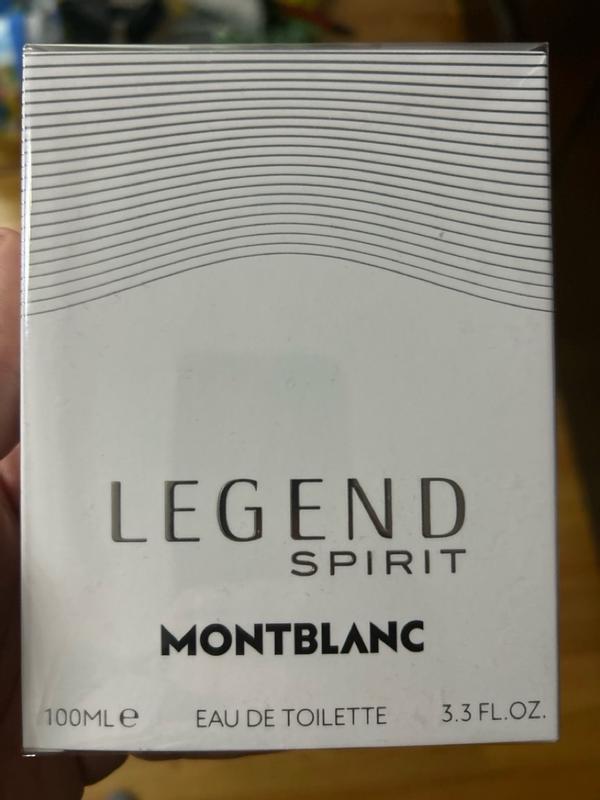 LEGEND
SPIRIT
MONTBLANC
100ML ℮ EAU DE TOILETTE 3.3 FL.OZ.